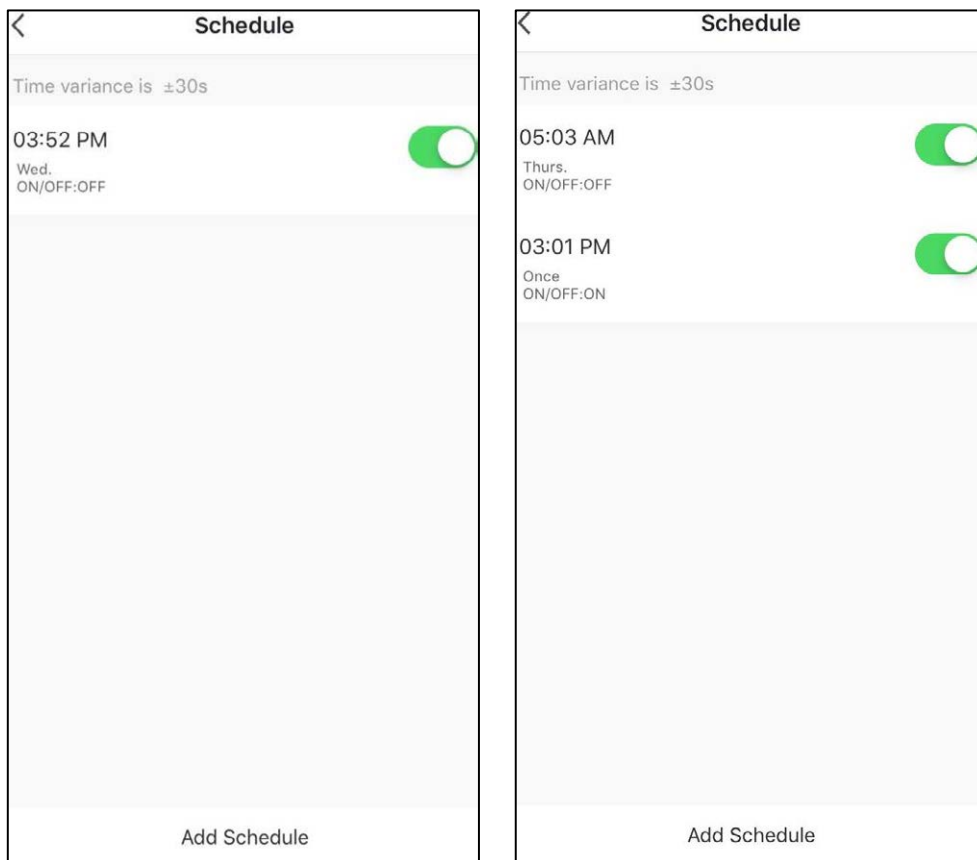 Schedule
Time variance is ±30s
03:52 PM
Wed.
ON/OFF:OFF
Add Schedule
Schedule
Time variance is ±30s
05:03 AM
Thurs.
ON/OFF:OFF
03:01 PM
Once
ON/OFF:ON
Add Schedule